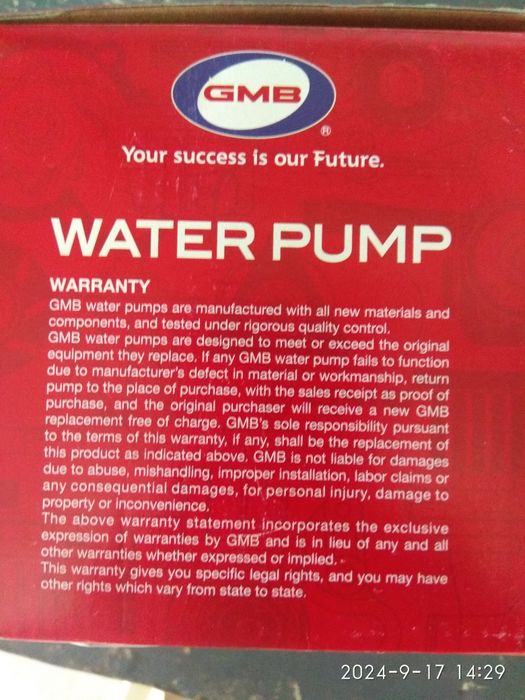 GMB
®
Your success is our Future.
WATER PUMP
WARRANTY
GMB water pumps are manufactured with all new materials and
components, and tested under rigorous quality control.
GMB water pumps are designed to meet or exceed the original
equipment they replace. If any GMB water pump fails to function
due to manufacturer's defect in material or workmanship, return
pump to the place of purchase, with the sales receipt as proof of
purchase, and the original purchaser will receive a new GMB
replacement free of charge. GMB's sole responsibility pursuant
to the terms of this warranty, if any, shall be the replacement of
this product as indicated above. GMB is not liable for damages
due to abuse, mishandling, improper installation, labor claims or
any consequential damages, for personal injury, damage to
property or inconvenience.
The above warranty statement incorporates the exclusive
expression of warranties by GMB and is in lieu of any and all
other warranties whether expressed or implied.
This warranty gives you specific legal rights, and you may have
other rights which vary from state to state.
2024-9-17 14:29